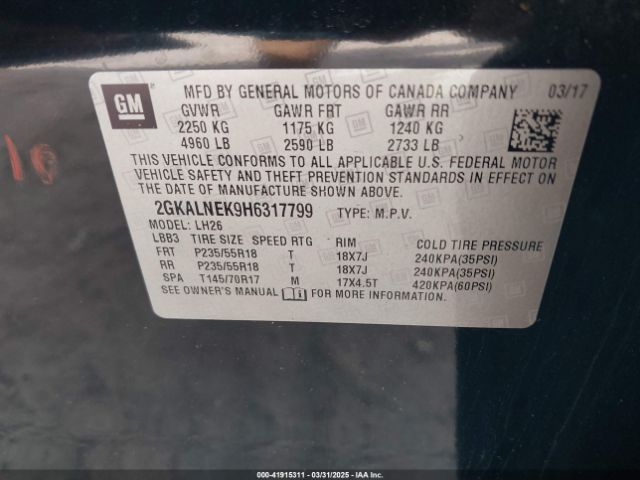 GM
MFD BY GENERAL MOTORS OF CANADA COMPANY 03/17
GVWR GAWR FRT GAWR RR
2250 KG 1175 KG 1240 KG
4960 LB 2590 LB 2733 LB
THIS VEHICLE CONFORMS TO ALL APPLICABLE U.S. FEDERAL MOTOR
VEHICLE SAFETY AND THEFT PREVENTION STANDARDS IN EFFECT ON
THE DATE OF MANUFACTURE SHOWN ABOVE.
2GKALNEK9H6317799 TYPE: M.P.V.
MODEL: LH26
LBB3 TIRE SIZE SPEED RTG RIM COLD TIRE PRESSURE
FRT P235/55R18 T 18X7J 240KPA(35PSI)
RR P235/55R18 T 18X7J 240KPA(35PSI)
SPA T145/70R17 M 17X4.5T 420KPA(60PSI)
SEE OWNER'S MANUAL FOR MORE INFORMATION.
00-41915311 — 03/31/2025 — IAA Inc.